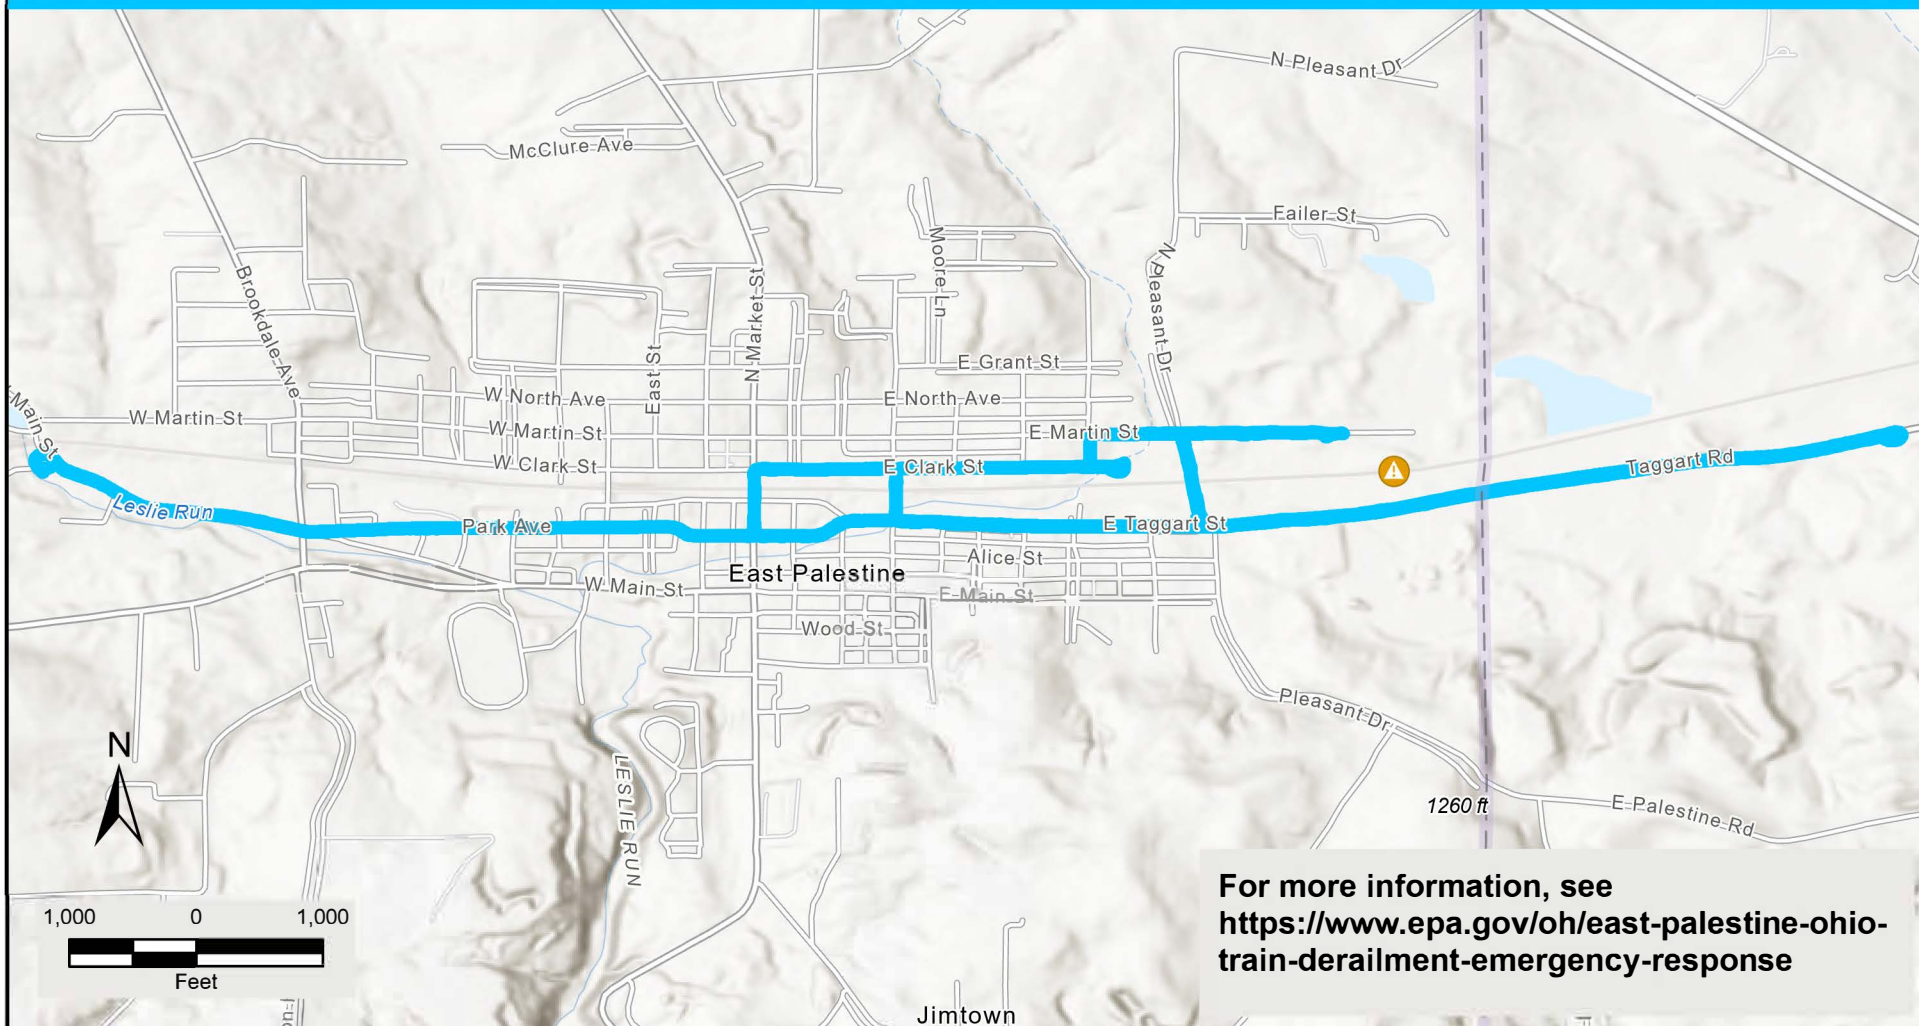 N Pleasant Dr
McClure Ave
Failer St
Moore Ln
N Pleasant Dr
Brookdale Ave
N Market St
East St
E Grant St
W North Ave
E North Ave
Main St
W Martin St
W Martin St
E Martin St
W Clark St
E Clark St
Taggart Rd
Leslie Run
Park Ave
E Taggart St
Alice St
East Palestine
W Main St
E Main St
Wood St
Pleasant Dr
N
LESLIE RUN
1260 ft
E Palestine Rd
For more information, see
https://www.epa.gov/oh/east-palestine-ohio-
train-derailment-emergency-response
1,000 0 1,000
Feet
Jimtown